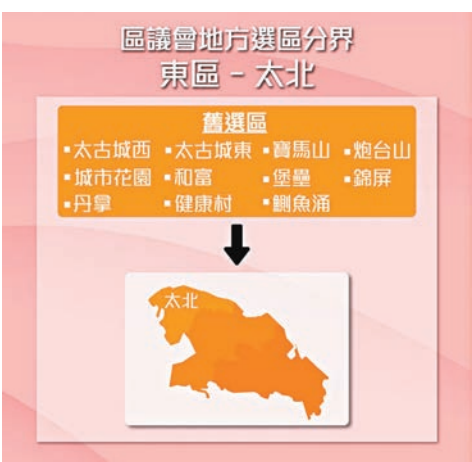 區議會地方選區分界
東區 - 太北
舊選區
▪太古城西 ▪太古城東 ▪寶馬山 ▪炮台山
▪城市花園 ▪和富 ▪堡壘 ▪錦屏
▪丹拿 ▪健康村 ▪鰂魚涌
太北